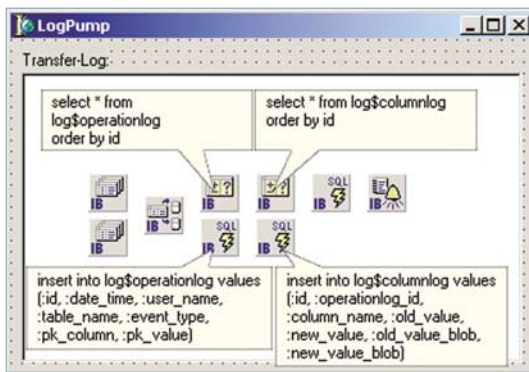 LogPump
Transfer-Log:
select * from
log$operationlog
order by id
select * from log$columnlog
order by id
IB
IB
IB
± ?
IB
± ?
IB
SQL
IB
IB
SQL
IB
SQL
IB
insert into log$operationlog values
(:id, :date_time, :user_name,
:table_name, :event_type,
:pk_column, :pk_value)
insert into log$columnlog values
(:id, :operationlog_id,
:column_name, :old_value,
:new_value, :old_value_blob,
:new_value_blob)